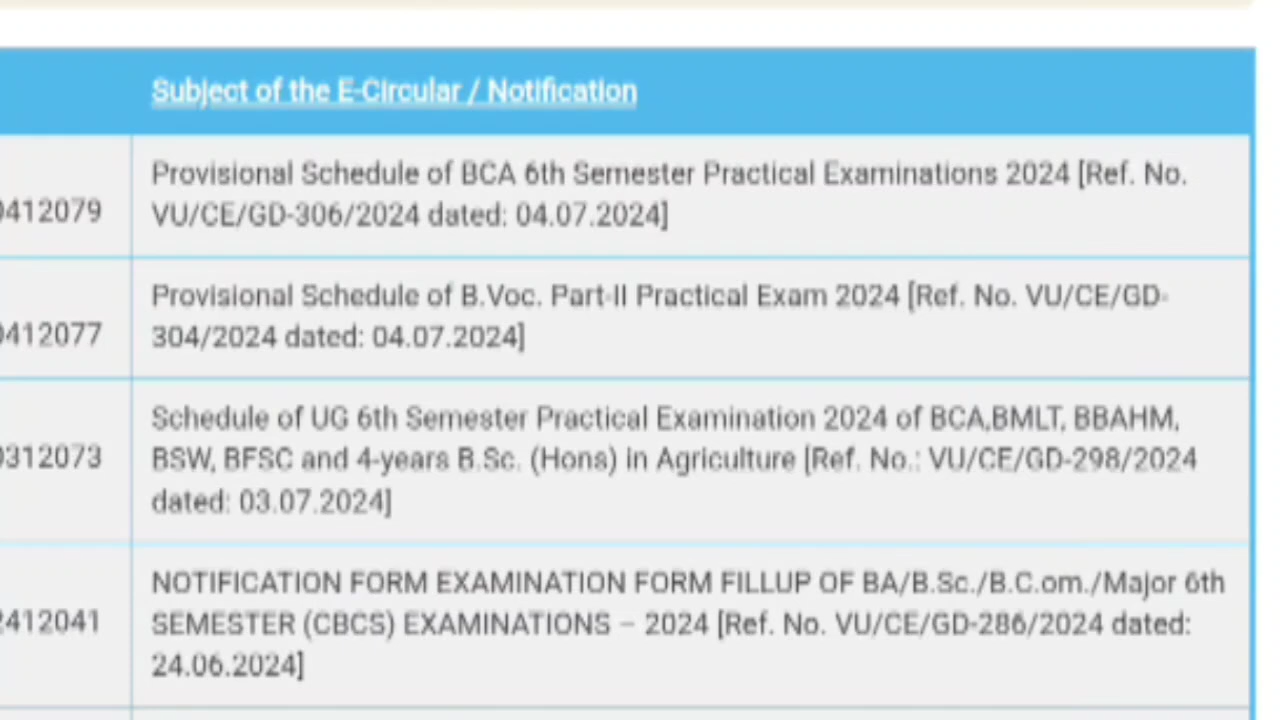 Subject of the E-Circular / Notification
Provisional Schedule of BCA 6th Semester Practical Examinations 2024 [Ref. No.
412079
VU/CE/GD-306/2024 dated: 04.07.2024]
Provisional Schedule of B.Voc. Part-II Practical Exam 2024 [Ref. No. VU/CE/GD-
412077
304/2024 dated: 04.07.2024]
Schedule of UG 6th Semester Practical Examination 2024 of BCA,BMLT, BBAHM,
312073
BSW, BFSC and 4-years B.Sc. (Hons) in Agriculture [Ref. No.: VU/CE/GD-298/2024
dated: 03.07.2024]
NOTIFICATION FORM EXAMINATION FORM FILLUP OF BA/B.Sc./B.C.om./Major 6th
412041
SEMESTER (CBCS) EXAMINATIONS – 2024 [Ref. No. VU/CE/GD-286/2024 dated:
24.06.2024]